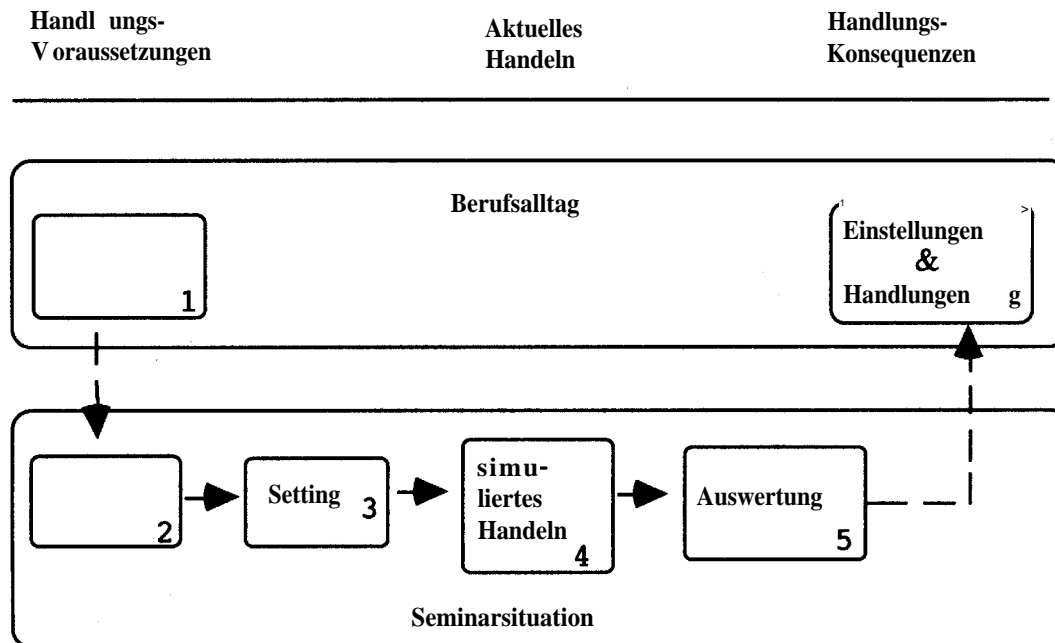 Handl ungs-
V oraussetzungen
Aktuelles
Handeln
Handlungs-
Konsequenzen
Berufsalltag
1
1 >
Einstellungen
&
Handlungen g
2
Setting 3
simu-
liertes
Handeln
4
Auswertung
5
Seminarsituation